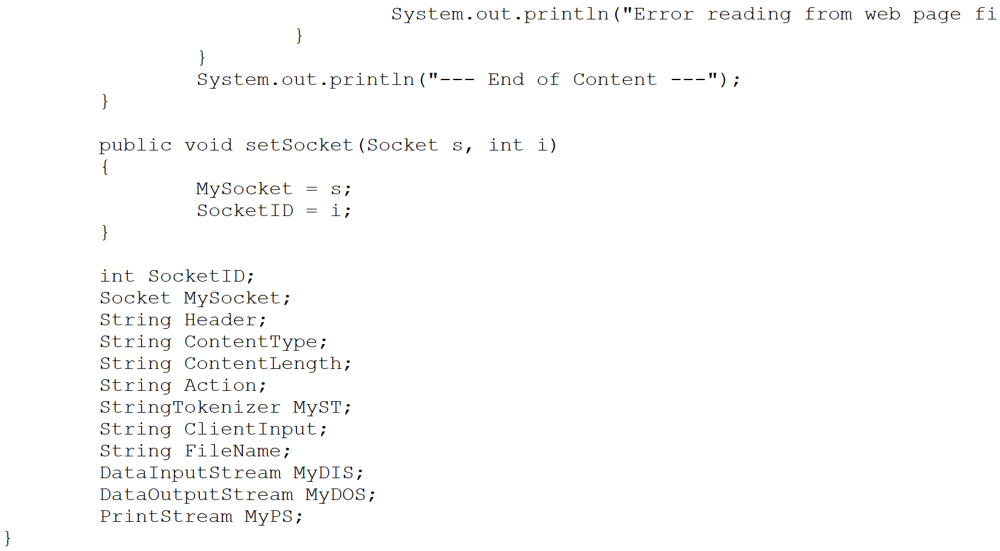 System.out.println("Error reading from web page fi
}
}
System.out.println("--- End of Content ---");
}
public void setSocket(Socket s, int i)
{
MySocket = s;
SocketID = i;
}
int SocketID;
Socket MySocket;
String Header;
String ContentType;
String ContentLength;
String Action;
StringTokenizer MyST;
String ClientInput;
String FileName;
DataInputStream MyDIS;
DataOutputStream MyDOS;
PrintStream MyPS;
}